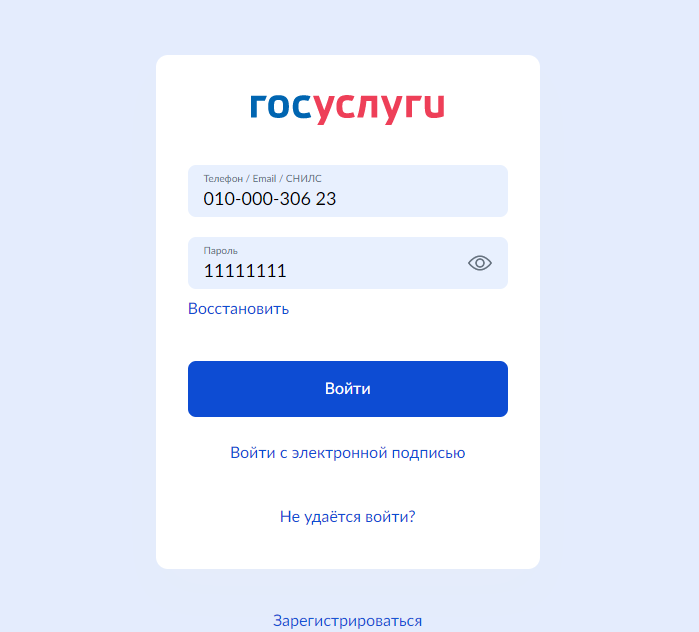 госуслуги
Телефон / Email / СНИЛС
010-000-306 23
Пароль
11111111
Восстановить
Войти
Войти с электронной подписью
Не удаётся войти?
Зарегистрироваться